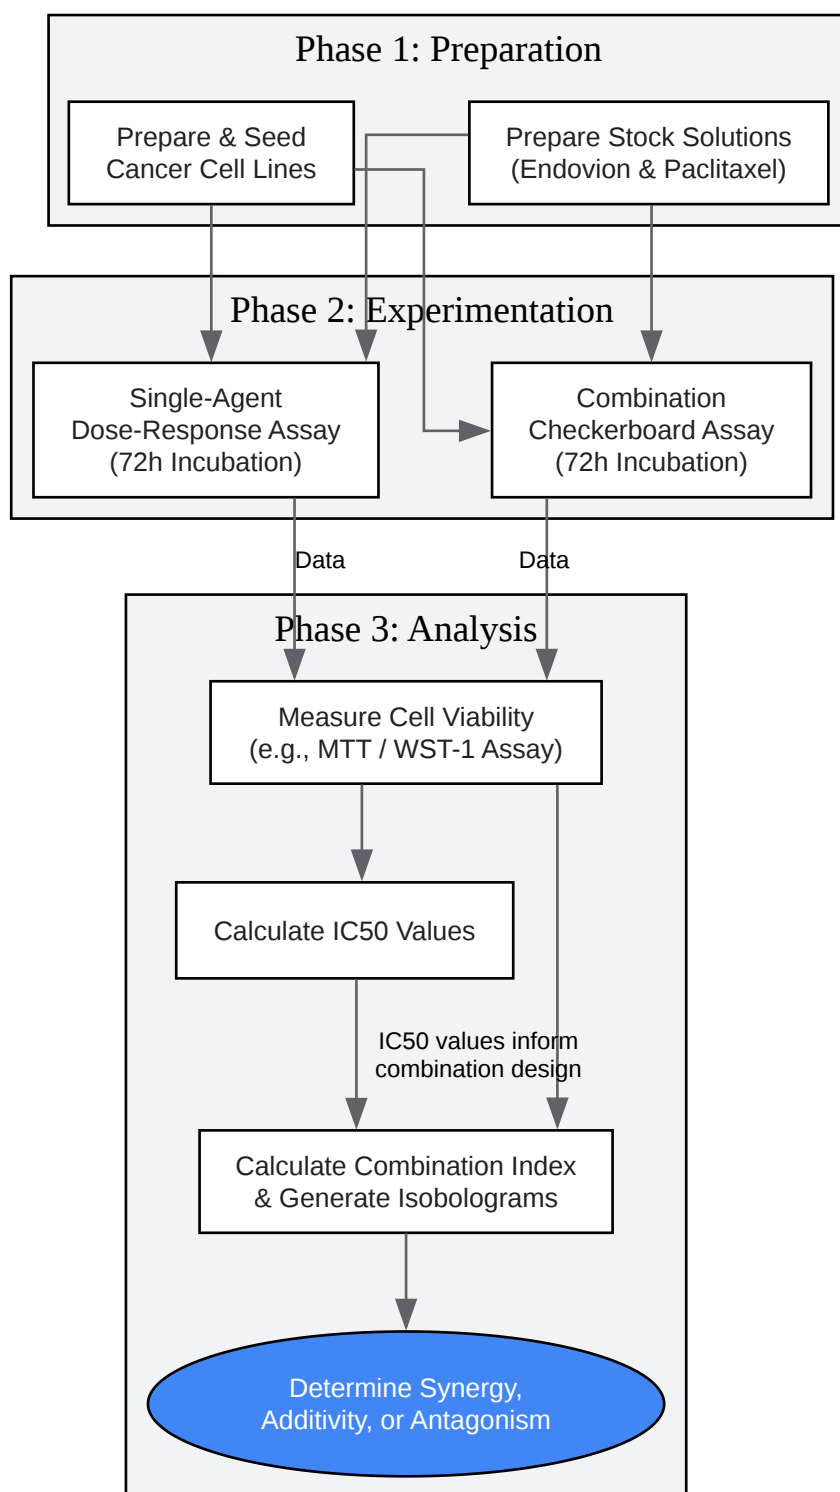 Phase 1: Preparation
Prepare & Seed
Cancer Cell Lines
Prepare Stock Solutions
(Endovion & Paclitaxel)
Phase 2: Experimentation
Single-Agent
Dose-Response Assay
(72h Incubation)
Combination
Checkerboard Assay
(72h Incubation)
Data
Data
Phase 3: Analysis
Measure Cell Viability
(e.g., MTT / WST-1 Assay)
Calculate IC50 Values
IC50 values inform
combination design
Calculate Combination Index
& Generate Isobolograms
Determine Synergy,
Additivity, or Antagonism